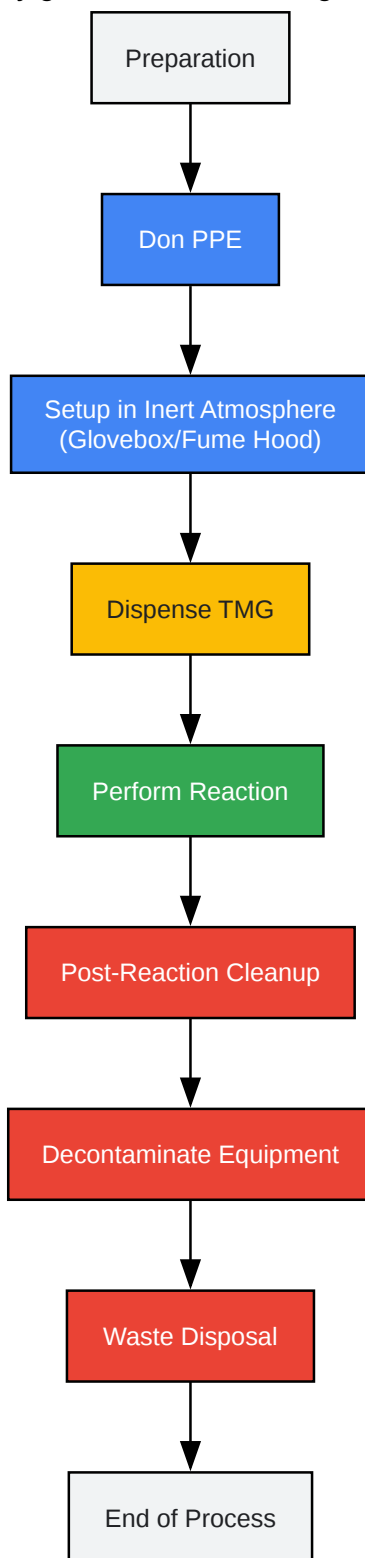 Preparation
Don PPE
Setup in Inert Atmosphere
(Glovebox/Fume Hood)
Dispense TMG
Perform Reaction
Post-Reaction Cleanup
Decontaminate Equipment
Waste Disposal
End of Process